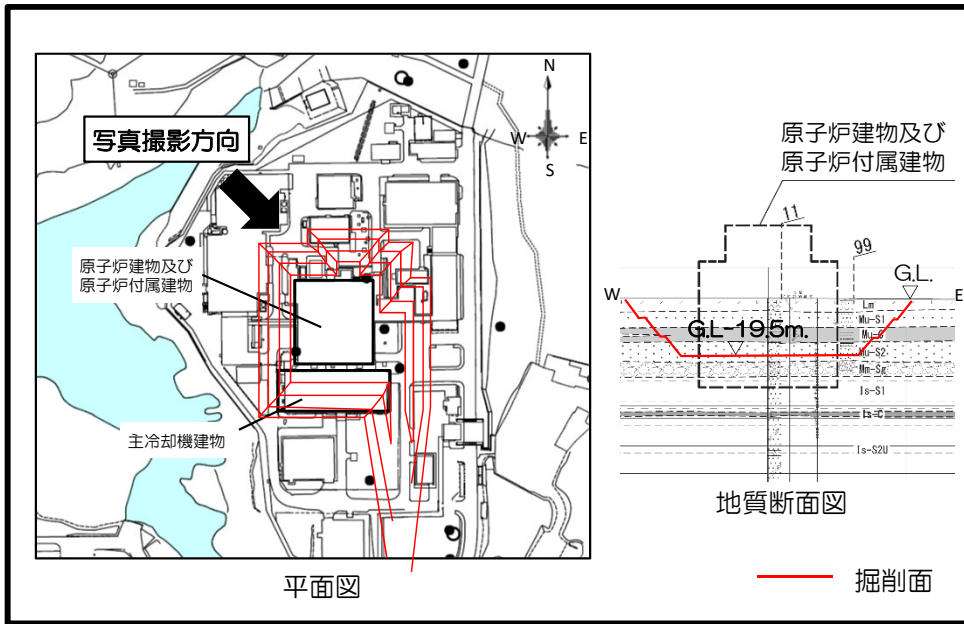 写真撮影方向
N
W
E
S
原子炉建物及び
原子炉付属建物
主冷却機建物
平面図
原子炉建物及び
原子炉付属建物
11
99
G.L.
W
E
Lm
Mu-S1
Mu-C
G.L-19.5m.
Mu-S2
Mm-Sg
Is-S1
Is-C
Is-S2U
地質断面図
掘削面